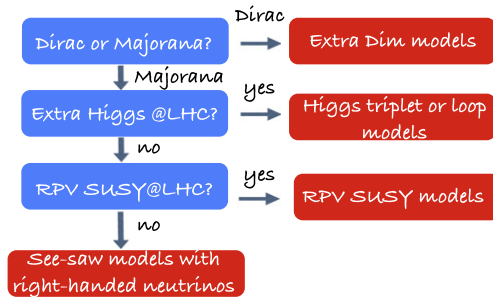 Dirac
Dirac or Majorana?
Extra Dim models
Majorana
yes
Extra Higgs @LHC?
Higgs triplet or loop
models
no
yes
RPV SUSY@LHC?
RPV SUSY models
no
See-saw models with
right-handed neutrinos